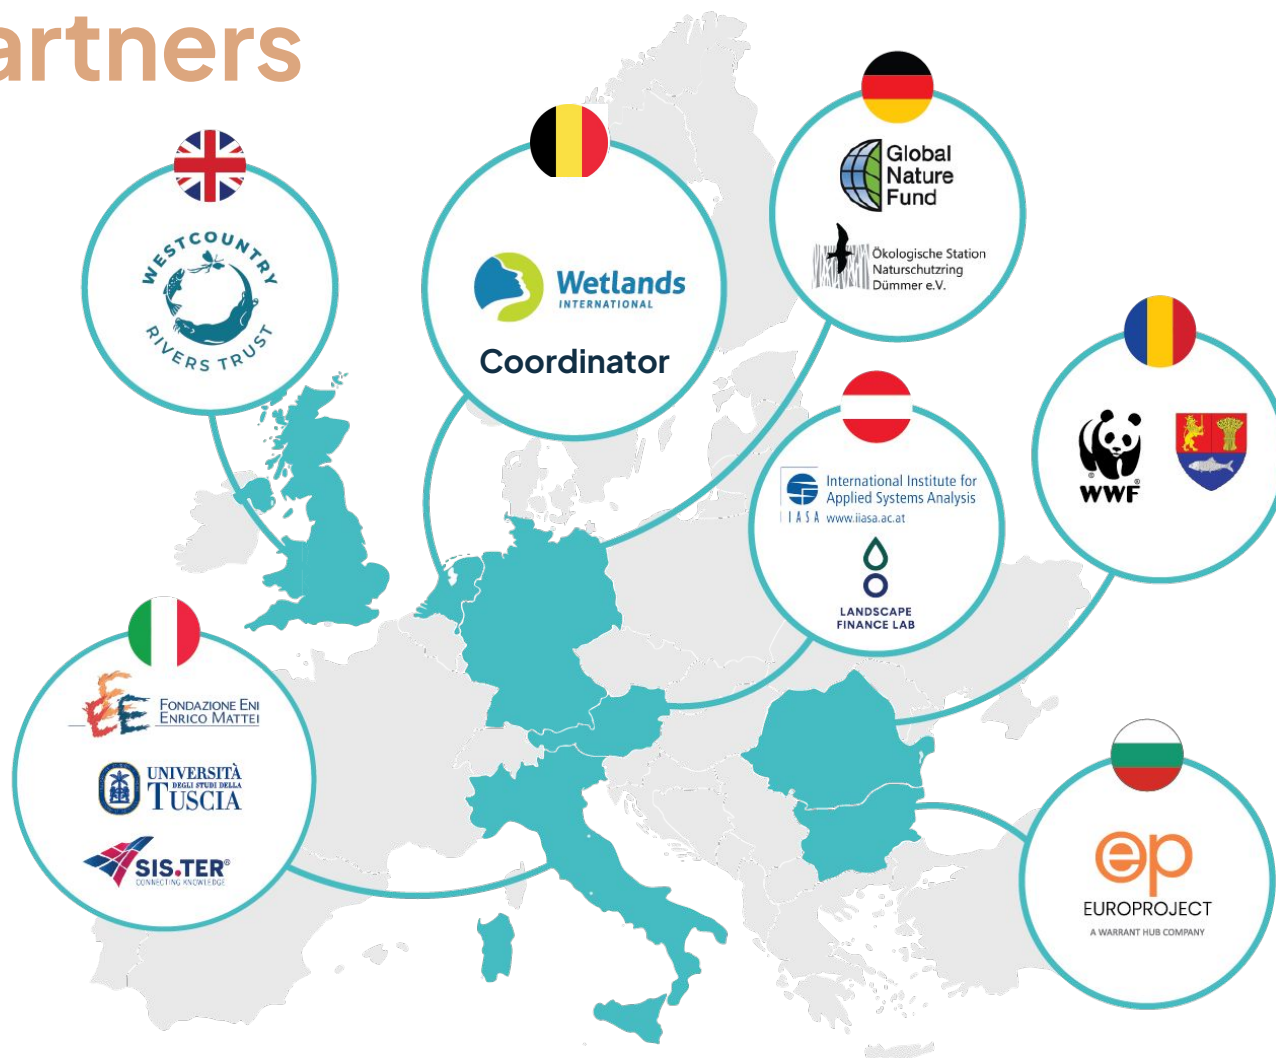 artners
WESTCOUNTRY
RIVERS TRUST
Wetlands
INTERNATIONAL
Coordinator
Global
Nature
Fund
Ökologische Station
Naturschutzring
Dümmer e.V.
International Institute for
Applied Systems Analysis
IIASA www.iiasa.ac.at
LANDSCAPE
FINANCE LAB
WWF
FONDAZIONE ENI
ENRICO MATTEI
UNIVERSITÀ
DEGLI STUDI DELLA
TUSCIA
SIS.TER®
CONNECTING KNOWLEDGE
ep
EUROPROJECT
A WARRANT HUB COMPANY